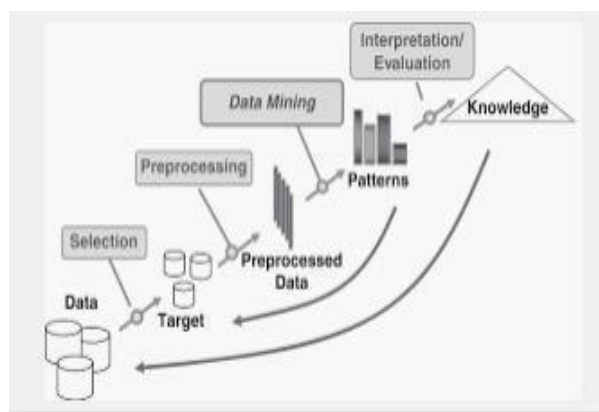 Interpretation/
Evaluation
Knowledge
Data Mining
Patterns
Preprocessing
Preprocessed
Data
Selection
Target
Data